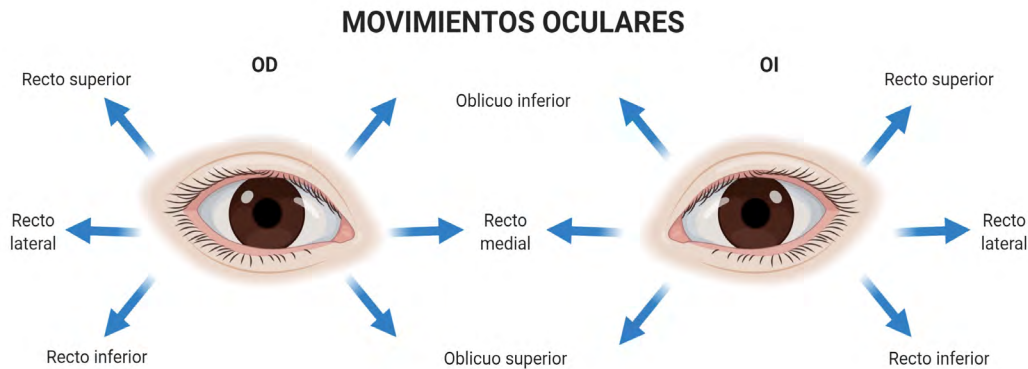 MOVIMIENTOS OCULARES
OD
OI
Recto superior
Oblicuo inferior
Recto superior
Recto
lateral
Recto
medial
Recto
lateral
Recto inferior
Oblicuo superior
Recto inferior